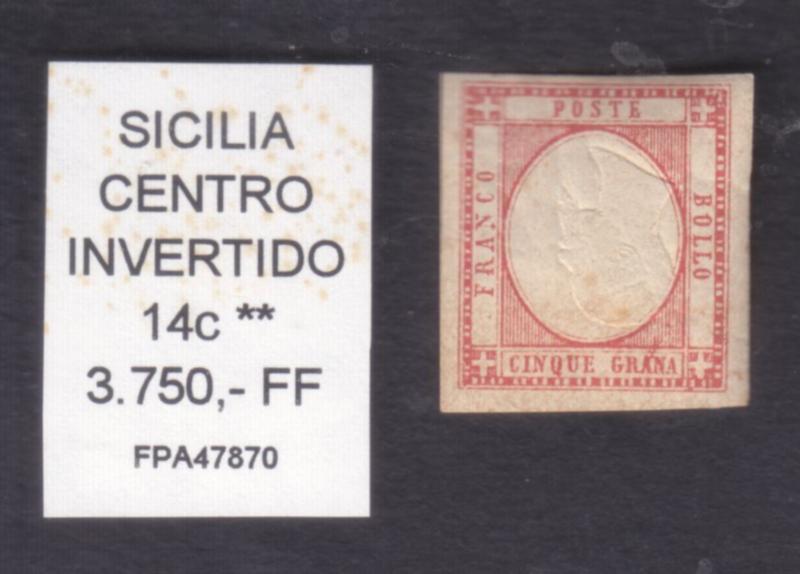 SICILIA
CENTRO
INVERTIDO
14c **
3.750,- FF
FPA47870
POSTE
FRANCO
BOLLO
CINQUE GRANA